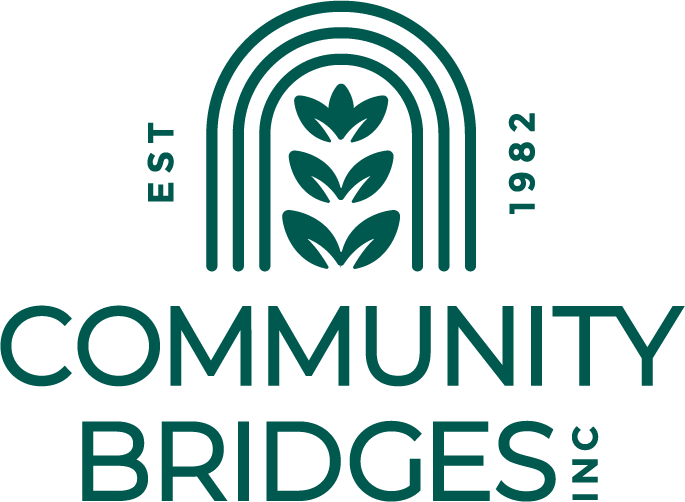 EST
1982
COMMUNITY
BRIDGES INC